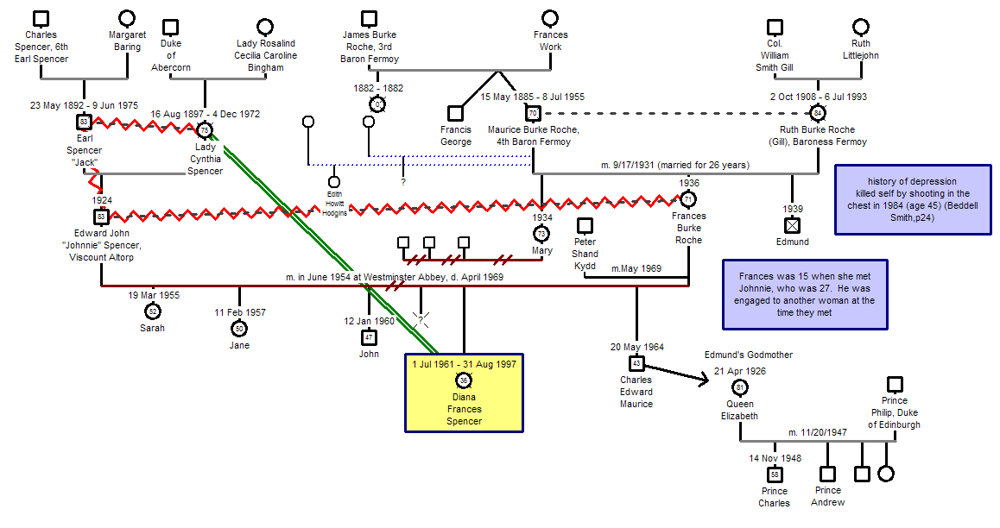 Charles
Spencer, 6th
Earl Spencer
Margaret
Baring
Duke
of
Abercorn
Lady Rosalind
Cecilia Caroline
Bingham
James Burke
Roche, 3rd
Baron Fermoy
Frances
Work
Col.
William
Smith Gill
Ruth
Littlejohn
23 May 1892 - 9 Jun 1975
83
Earl
Spencer
"Jack"
16 Aug 1897 - 4 Dec 1972
75
Lady
Cynthia
Spencer
1882 - 1882
0
Francis
George
15 May 1885 - 8 Jul 1955
70
Maurice Burke Roche,
4th Baron Fermoy
2 Oct 1908 - 6 Jul 1993
84
Ruth Burke Roche
(Gill), Baroness Fermoy
m. 9/17/1931 (married for 26 years)
Edith
Howitt
Hodgins
?
history of depression
killed self by shooting in the
chest in 1984 (age 45) (Beddell
Smith,p24)
1924
83
Edward John
"Johnnie" Spencer,
Viscount Altorp
1934
73
Mary
Peter
Shand
Kydd
1936
71
Frances
Burke
Roche
1939
Edmund
m.May 1969
m. in June 1954 at Westminster Abbey, d. April 1969
Frances was 15 when she met
Johnnie, who was 27. He was
engaged to another woman at the
time they met
19 Mar 1955
52
Sarah
11 Feb 1957
50
Jane
12 Jan 1960
47
John
?
1 Jul 1961 - 31 Aug 1997
36
Diana
Frances
Spencer
20 May 1964
43
Charles
Edward
Maurice
Edmund's Godmother
21 Apr 1926
81
Queen
Elizabeth
Prince
Philip, Duke
of Edinburgh
m. 11/20/1947
14 Nov 1948
58
Prince
Charles
Prince
Andrew